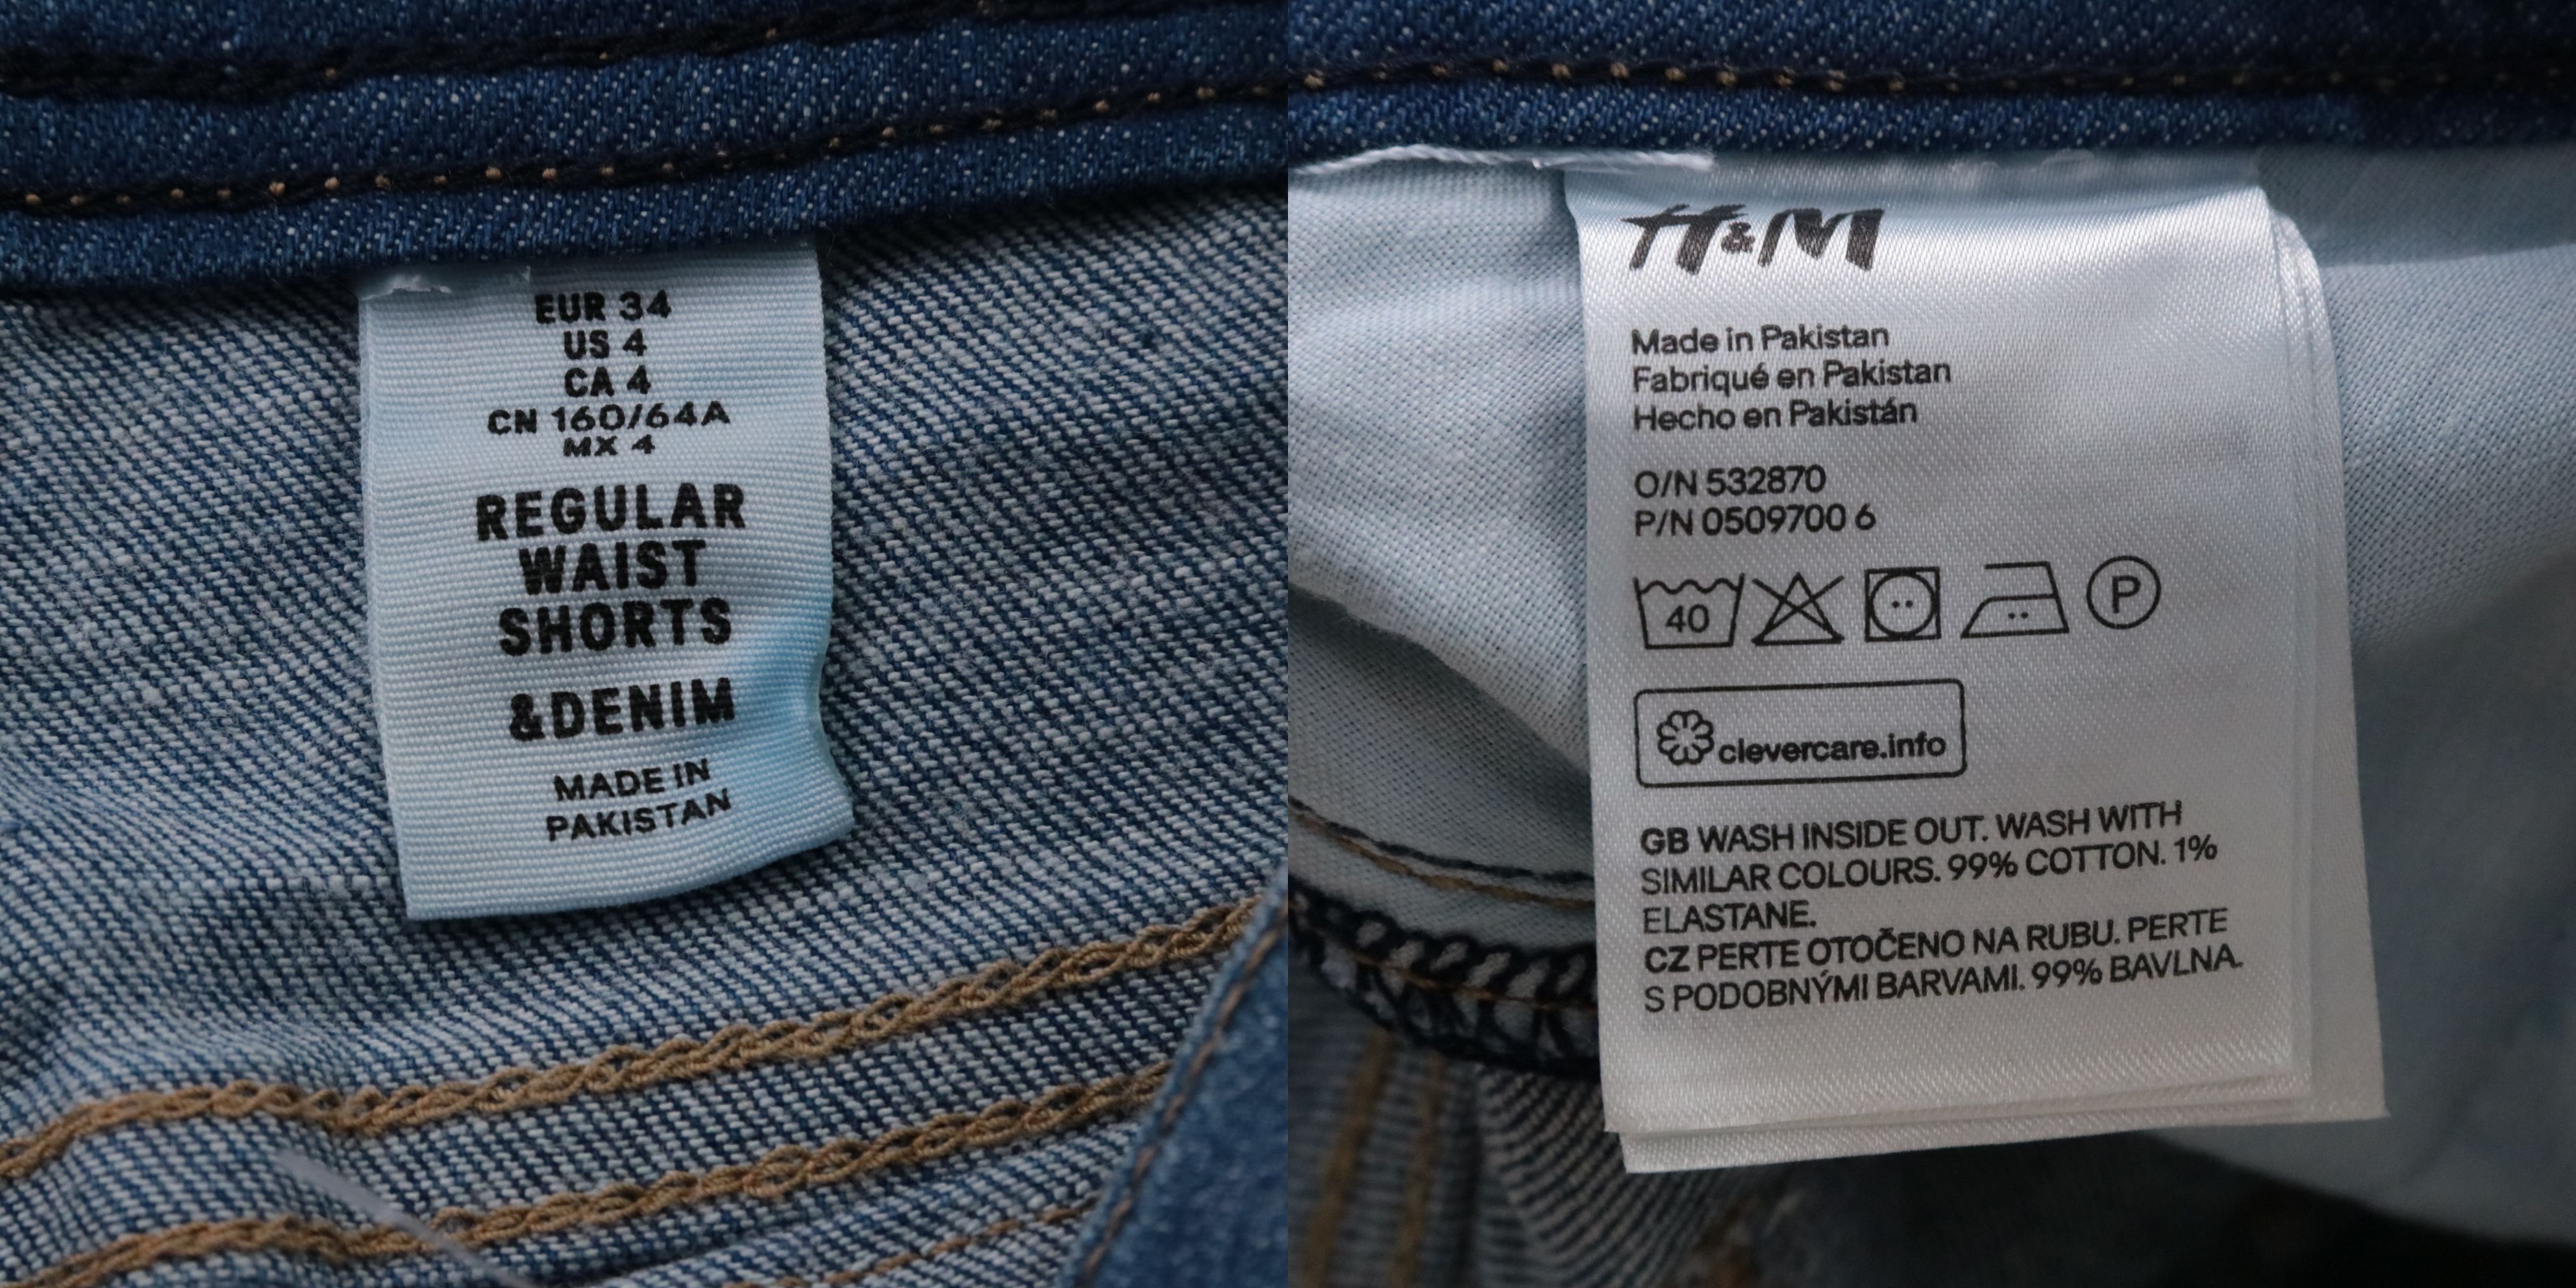 EUR 34
US 4
CA 4
CN 160/64A
MX 4
REGULAR
WAIST
SHORTS
&DENIM
MADE IN
PAKISTAN
H&M
Made in Pakistan
Fabriqué en Pakistan
Hecho en Pakistán
O/N 532870
P/N 0509700 6
40 P
clevercare.info
GB WASH INSIDE OUT. WASH WITH
SIMILAR COLOURS. 99% COTTON. 1%
ELASTANE.
CZ PERTE OTOČENO NA RUBU. PERTE
S PODOBNÝMI BARVAMI. 99% BAVLNA.